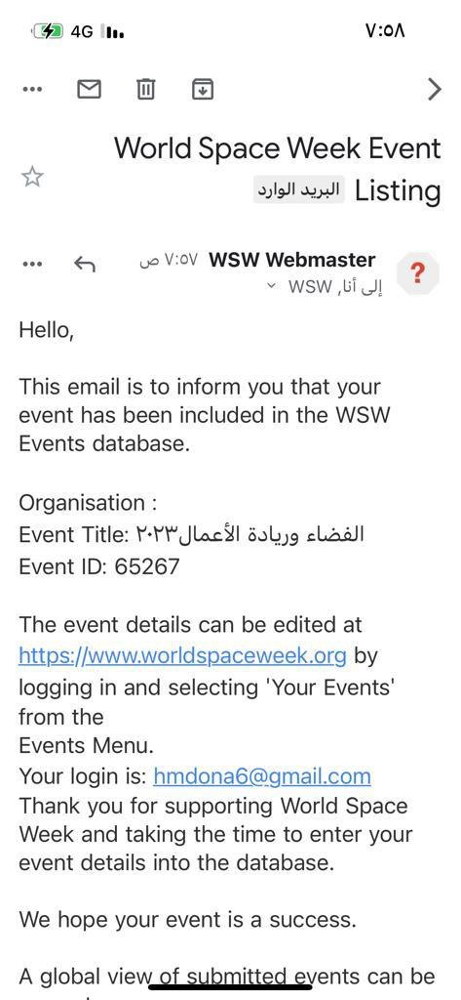 4G
٧:٥٨
World Space Week Event
Listing البريد الوارد
WSW Webmaster ٧:٥٧ ص
إلى أنا, WSW
?
Hello,
This email is to inform you that your
event has been included in the WSW
Events database.
Organisation :
Event Title: الفضاء وريادة الأعمال٢٠٢٣
Event ID: 65267
The event details can be edited at
https://www.worldspaceweek.org by
logging in and selecting 'Your Events'
from the
Events Menu.
Your login is: hmdona6@gmail.com
Thank you for supporting World Space
Week and taking the time to enter your
event details into the database.
We hope your event is a success.
A global view of submitted events can be